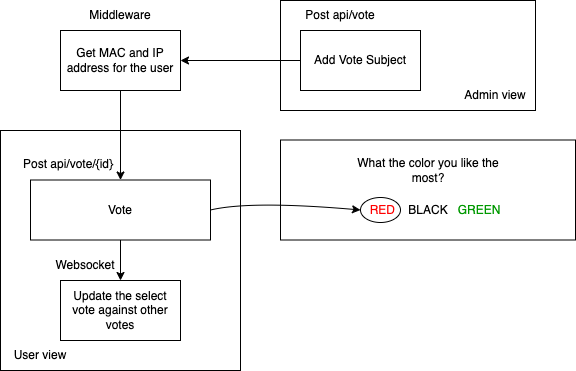 Middleware
Post api/vote
Get MAC and IP
address for the user
Add Vote Subject
Admin view
Post api/vote/{id}
What the color you like the
most?
Vote
RED BLACK GREEN
Websocket
Update the select
vote against other
votes
User view